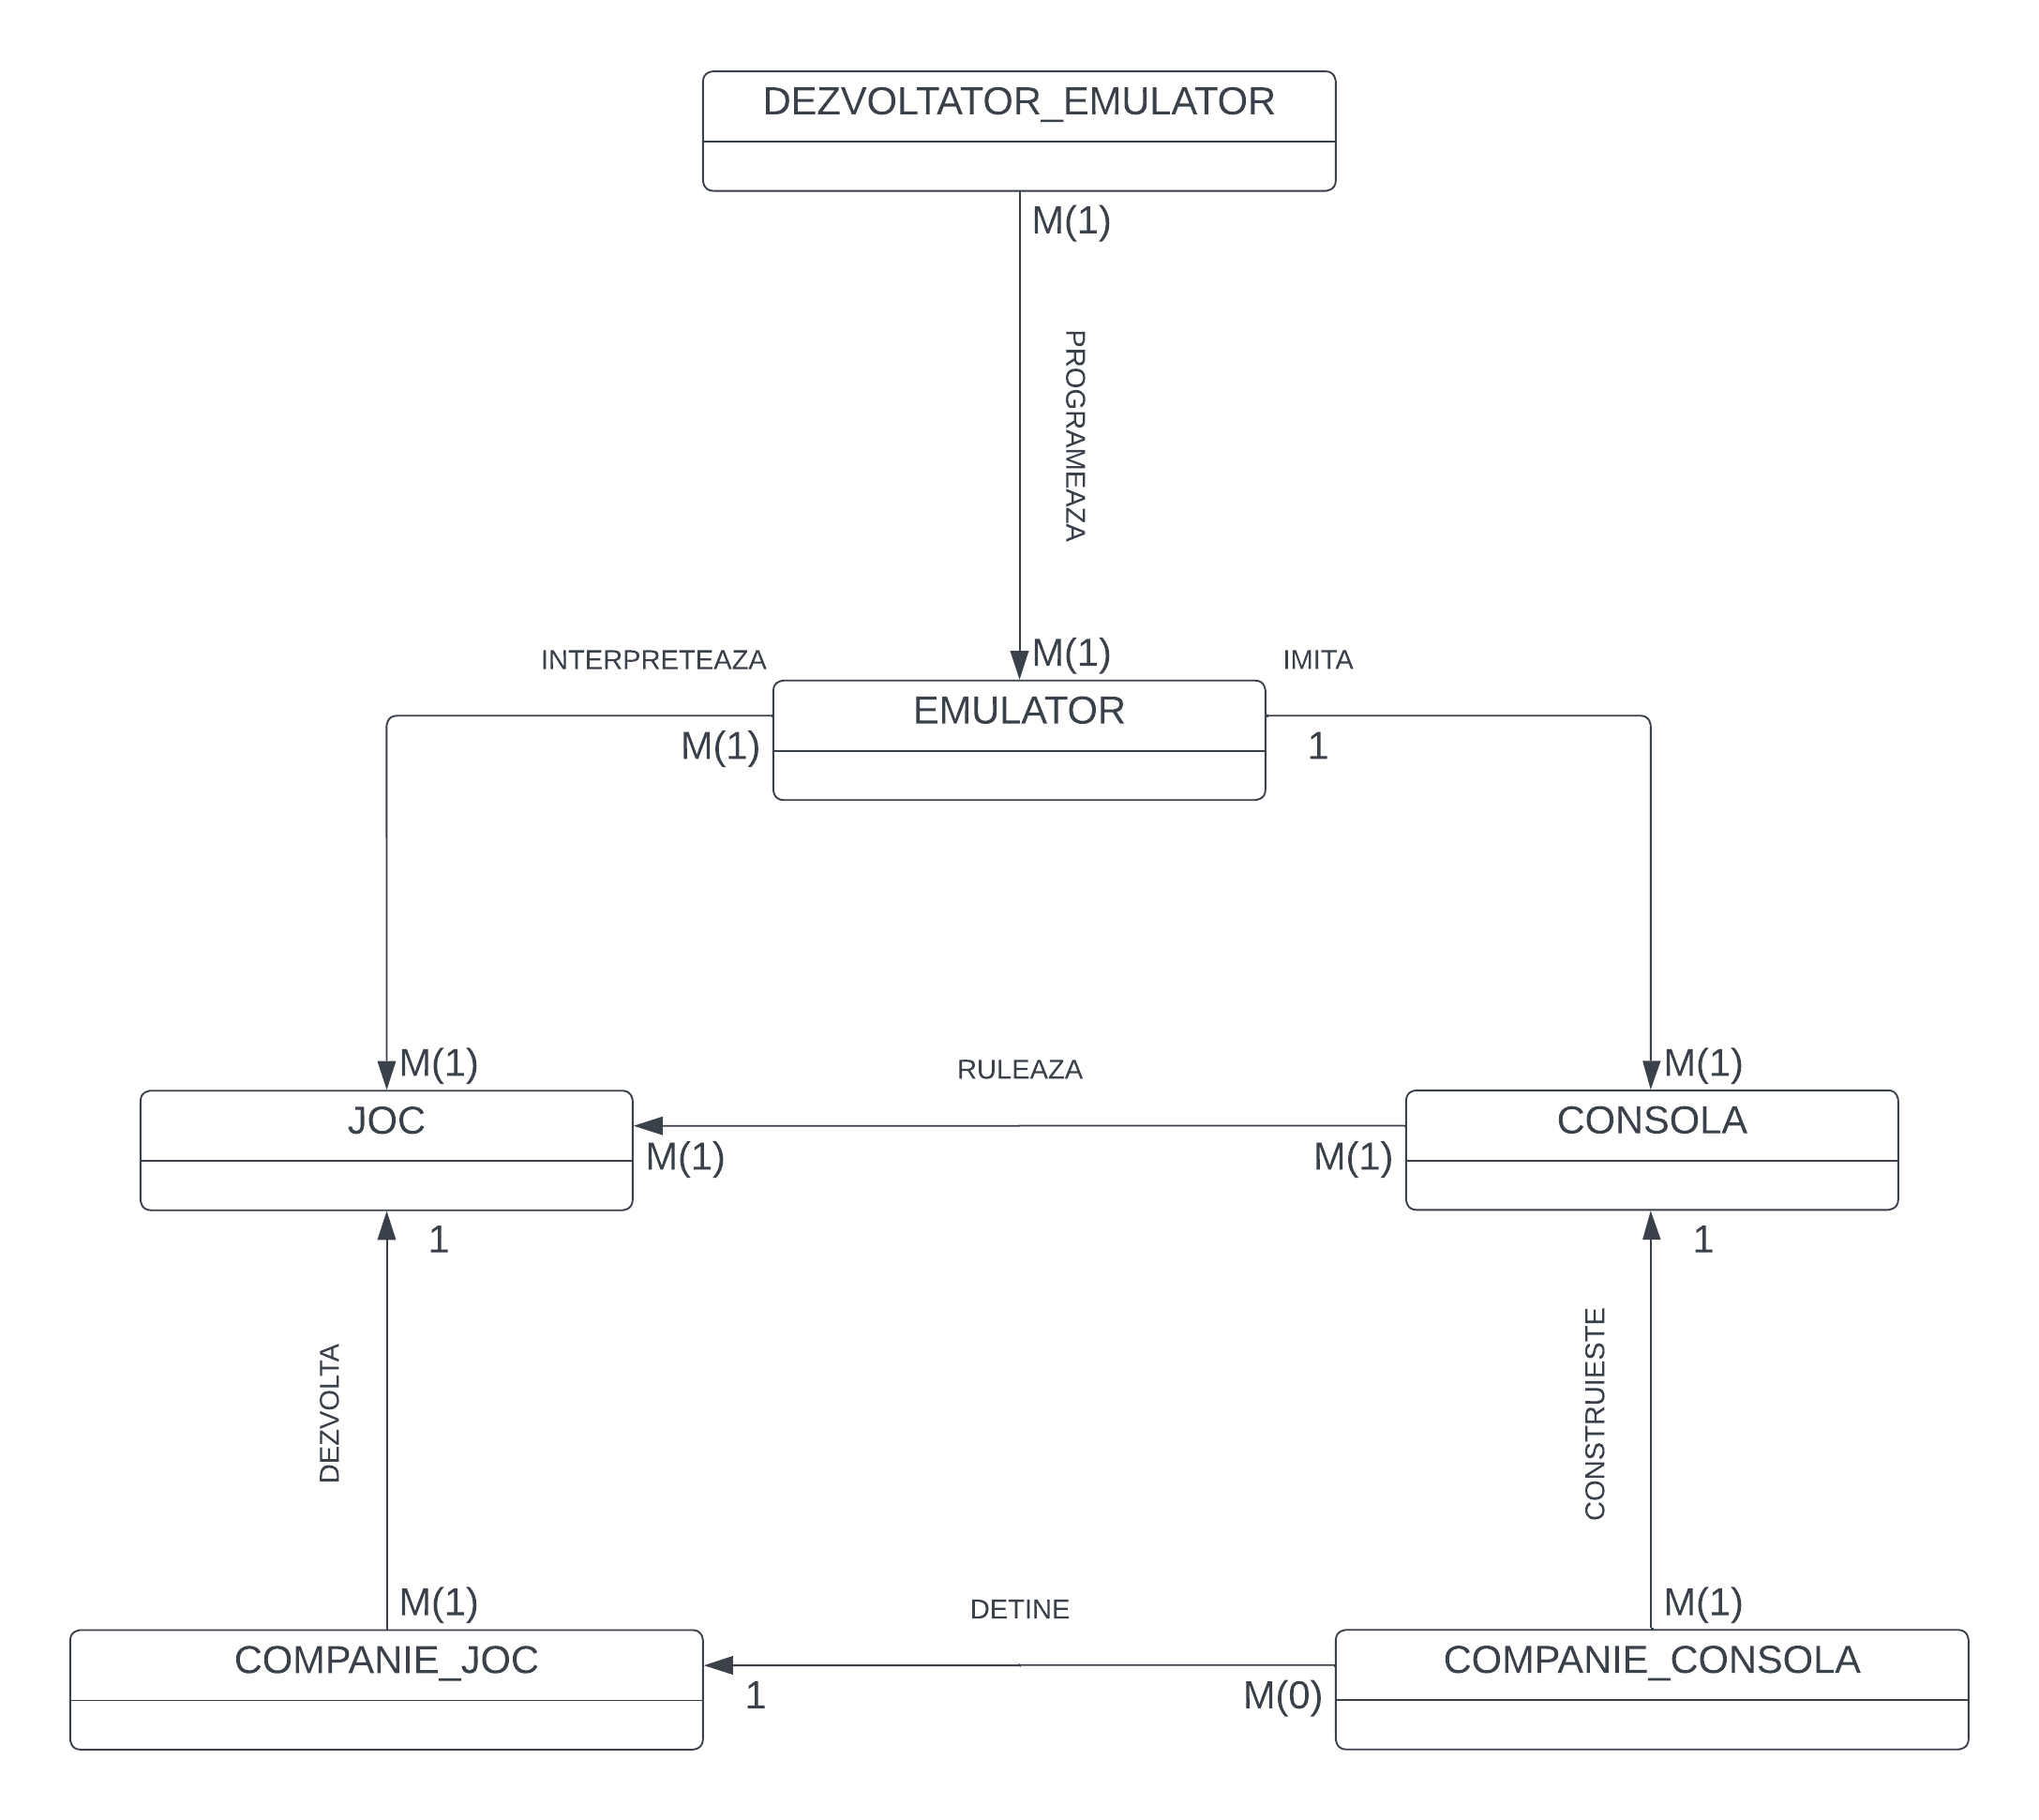 DEZVOLTATOR_EMULATOR
M(1)
PROGRAMEAZA
INTERPRETEAZA
M(1)
IMITA
EMULATOR
M(1)
1
M(1)
RULEAZA
M(1)
JOC
CONSOLA
M(1)
M(1)
1
1
DEZVOLTA
CONSTRUIESTE
M(1)
DETINE
M(1)
COMPANIE_JOC
COMPANIE_CONSOLA
1
M(0)